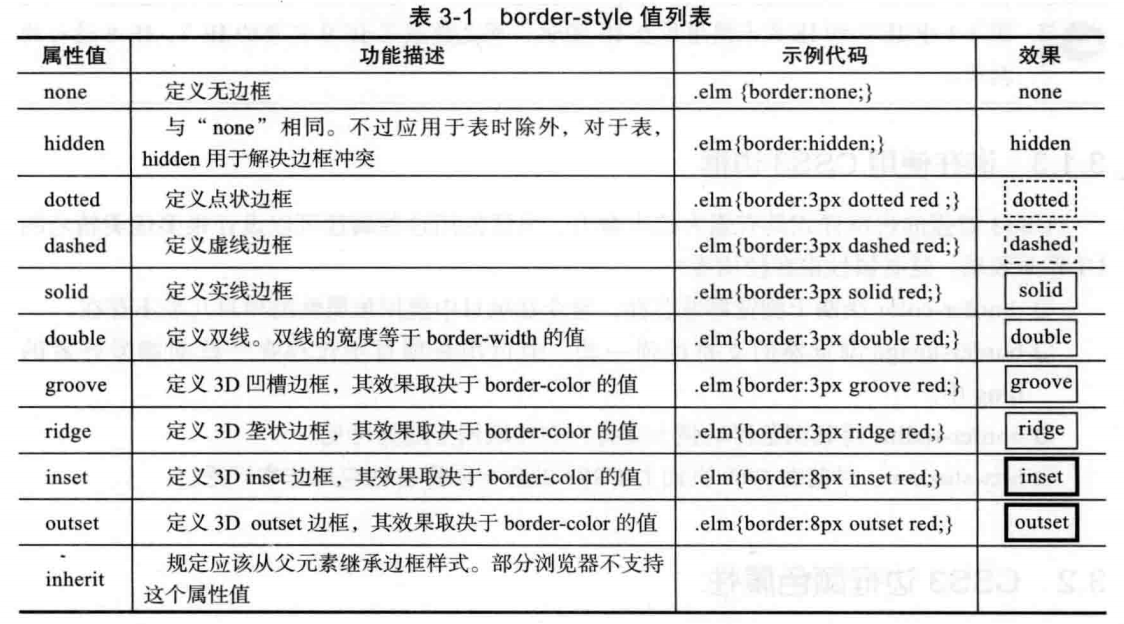 表 3-1 border-style 值列表
属性值 功能描述 示例代码 效果
none 定义无边框 .elm {border:none;} none
与“none”相同。不过应用于表时除外，对于表，
hidden 用于解决边框冲突
hidden .elm{border:hidden;} hidden
dotted 定义点状边框 .elm{border:3px dotted red ;} dotted
dashed 定义虚线边框 .elm{border:3px dashed red;} dashed
solid 定义实线边框 .elm{border:3px solid red;} solid
double 定义双线。双线的宽度等于 border-width 的值 .elm{border:3px double red;} double
groove 定义 3D 凹槽边框，其效果取决于 border-color 的值 .elm{border:3px groove red;} groove
ridge 定义 3D 垄状边框，其效果取决于 border-color 的值 .elm{border:3px ridge red;} ridge
inset 定义 3D inset 边框，其效果取决于 border-color 的值 .elm{border:8px inset red;} inset
outset 定义 3D outset 边框，其效果取决于 border-color 的值 .elm{border:8px outset red;} outset
inherit 规定应该从父元素继承边框样式。部分浏览器不支持
这个属性值